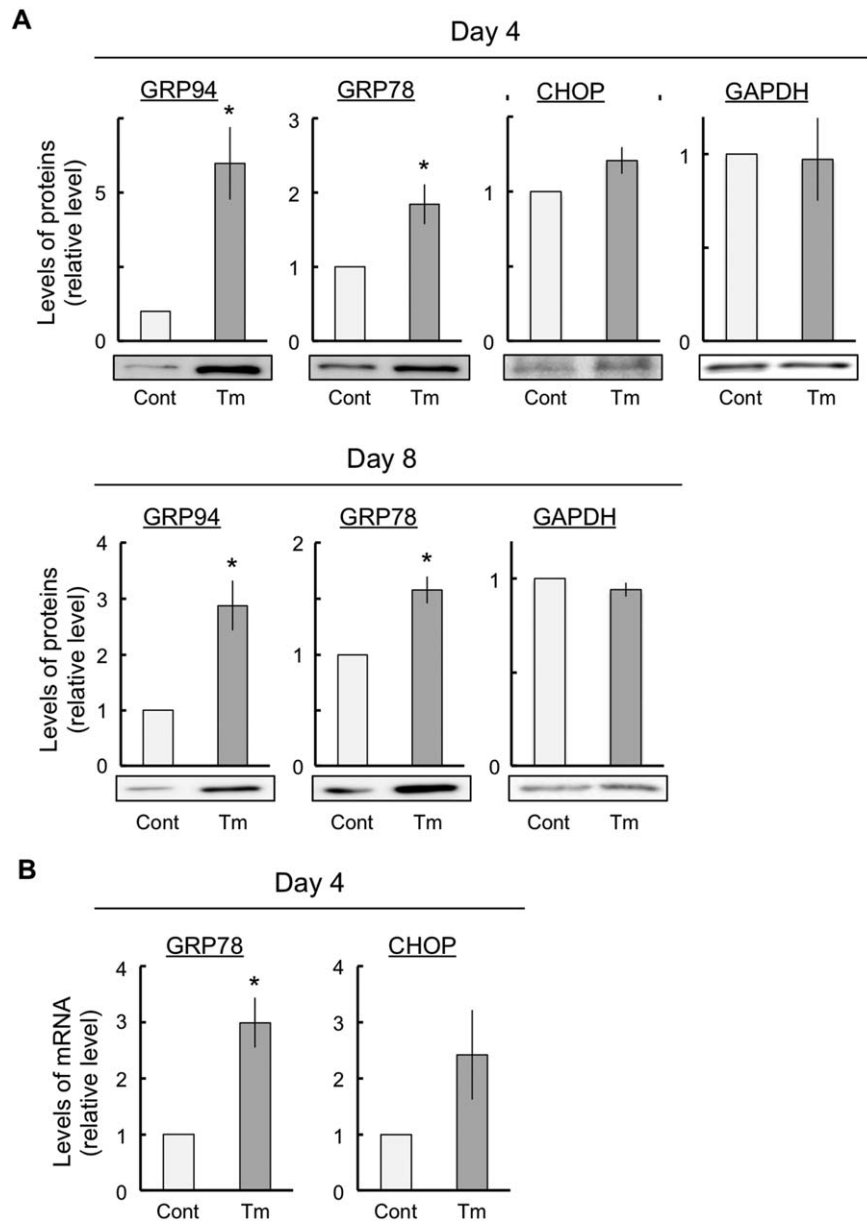 A
Day 4
GRP94 GRP78 CHOP GAPDH
Levels of proteins
(relative level)
5
0
*
3
2
1
0
*
1
0
1
0
Cont Tm Cont Tm Cont Tm Cont Tm
Day 8
GRP94 GRP78 GAPDH
Levels of proteins
(relative level)
4
3
2
1
0
*
2
1
0
*
1
0
Cont Tm Cont Tm Cont Tm
B
Day 4
GRP78 CHOP
Levels of mRNA
(relative level)
4
3
2
1
0
*
4
3
2
1
0
Cont Tm Cont Tm